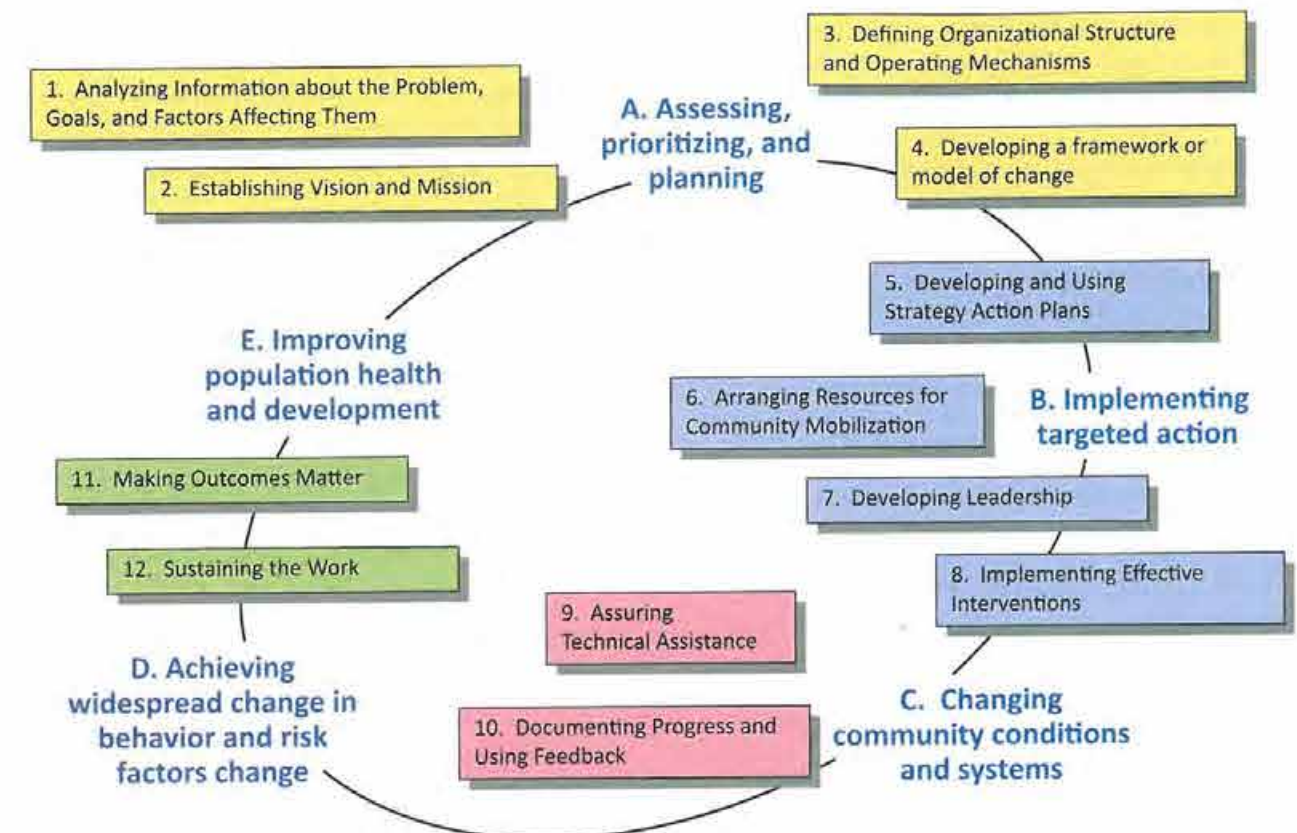 3. Defining Organizational Structure
and Operating Mechanisms
1. Analyzing Information about the Problem,
Goals, and Factors Affecting Them
A. Assessing,
prioritizing, and
planning
4. Developing a framework or
model of change
2. Establishing Vision and Mission
5. Developing and Using
Strategy Action Plans
E. Improving
population health
and development
6. Arranging Resources for
Community Mobilization
B. Implementing
targeted action
11. Making Outcomes Matter
7. Developing Leadership
12. Sustaining the Work
8. Implementing Effective
Interventions
9. Assuring
Technical Assistance
D. Achieving
widespread change in
behavior and risk
factors change
C. Changing
community conditions
and systems
10. Documenting Progress and
Using Feedback